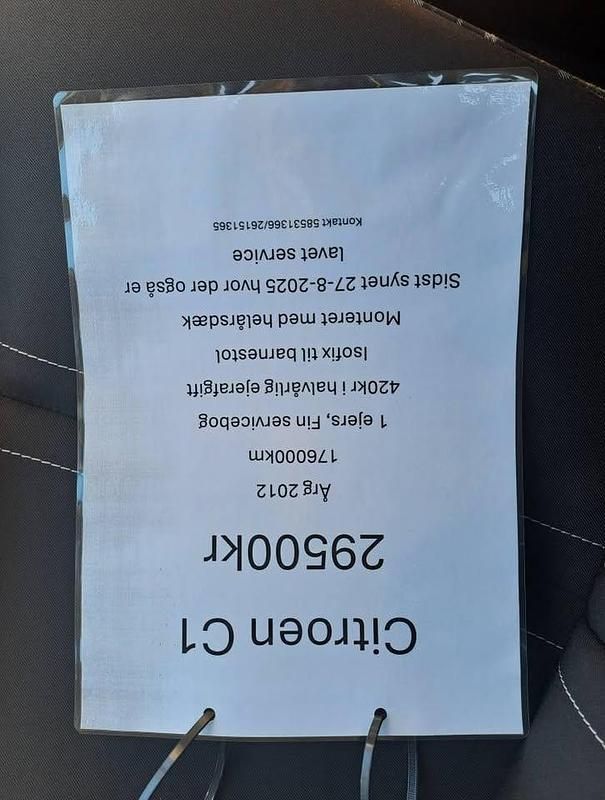 Citroen C1
29500kr
Årg 2012
176000km
1 ejers, Fin servicebog
420kr i halvårlig ejerafgift
Isofix til barnestol
Monteret med helårsdæk
Sidst synet 27-8-2025 hvor der også er
lavet service
Kontakt 58531366/26151365